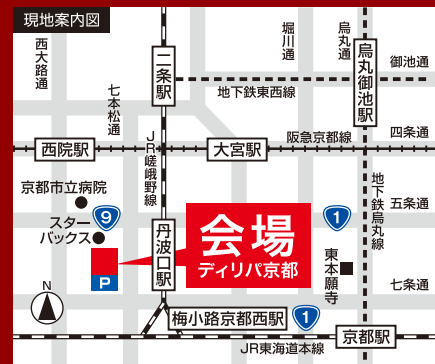 現地案内図
西大路通
七本松通
二条駅
堀川通
烏丸通
烏丸御池駅
御池通
地下鉄東西線
JR嵯峨野線
西院駅
大宮駅
阪急京都線
四条通
京都市立病院
スター
バックス
9
P
丹波口駅
会場
ディリパ京都
1
五条通
地下鉄烏丸線
東本願寺
七条通
N
梅小路京都西駅
1
京都駅
JR東海道本線